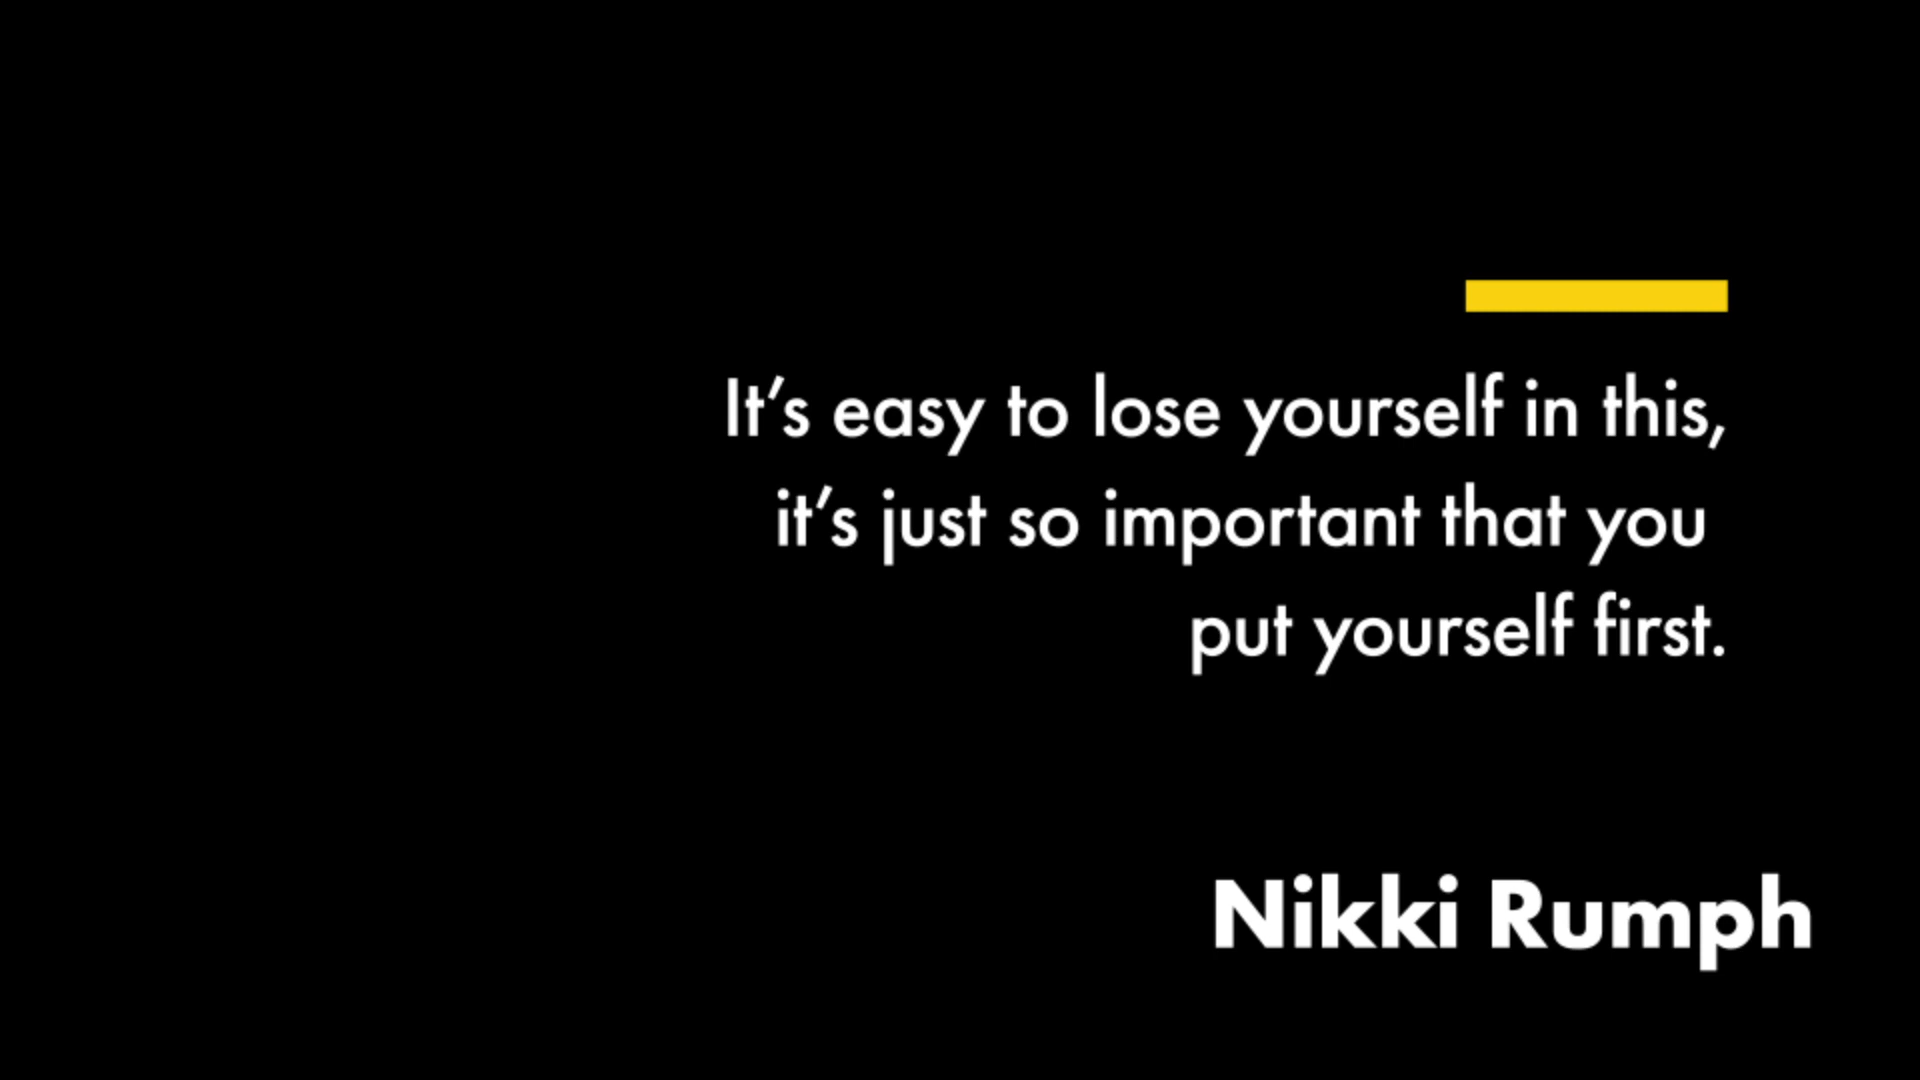 It’s easy to lose yourself in this,
it’s just so important that you
put yourself first.
Nikki Rumph